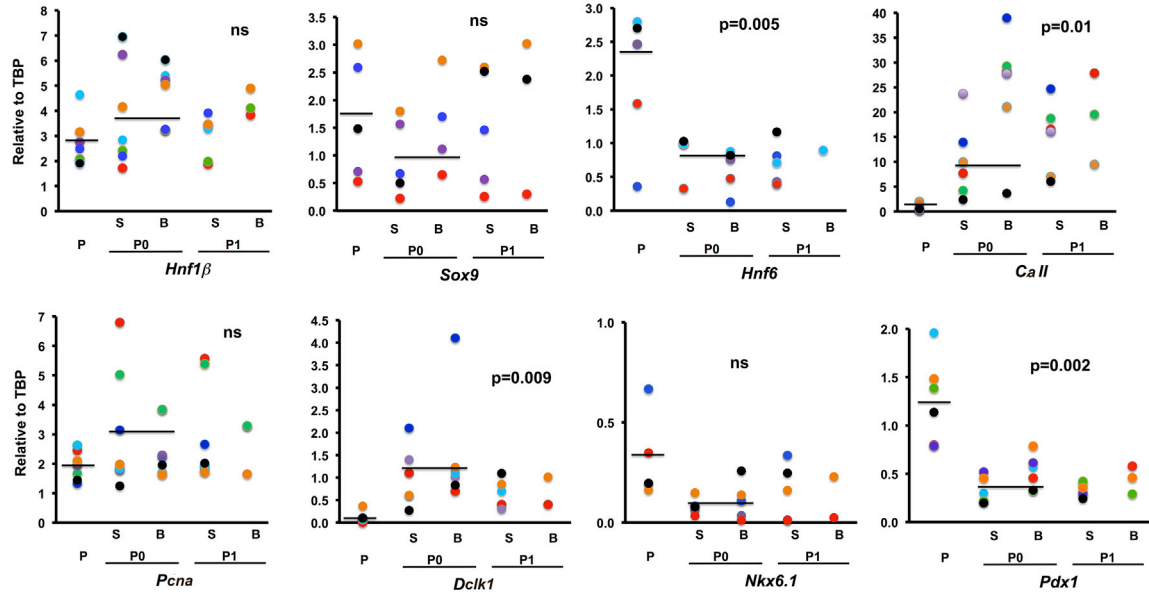 Relative to TBP
8
7
6
5
4
3
2
1
0
ns
S B S B
P P0 P1
Hnf1β
3.5
3.0
2.5
2.0
1.5
1.0
0.5
0.0
ns
S B S B
P P0 P1
Sox9
3.0
2.5
2.0
1.5
1.0
0.5
0.0
p=0.005
S B S B
P P0 P1
Hnf6
40
35
30
25
20
15
10
5
0
p=0.01
S B S B
P P0 P1
Ca II
Relative to TBP
7
6
5
4
3
2
1
0
ns
S B S B
P P0 P1
Pcna
4.5
4.0
3.5
3.0
2.5
2.0
1.5
1.0
0.5
0.0
p=0.009
S B S B
P P0 P1
Dclk1
1.0
0.5
0.0
ns
S B S B
P P0 P1
Nkx6.1
2.0
1.5
1.0
0.5
0.0
p=0.002
S B S B
P P0 P1
Pdx1